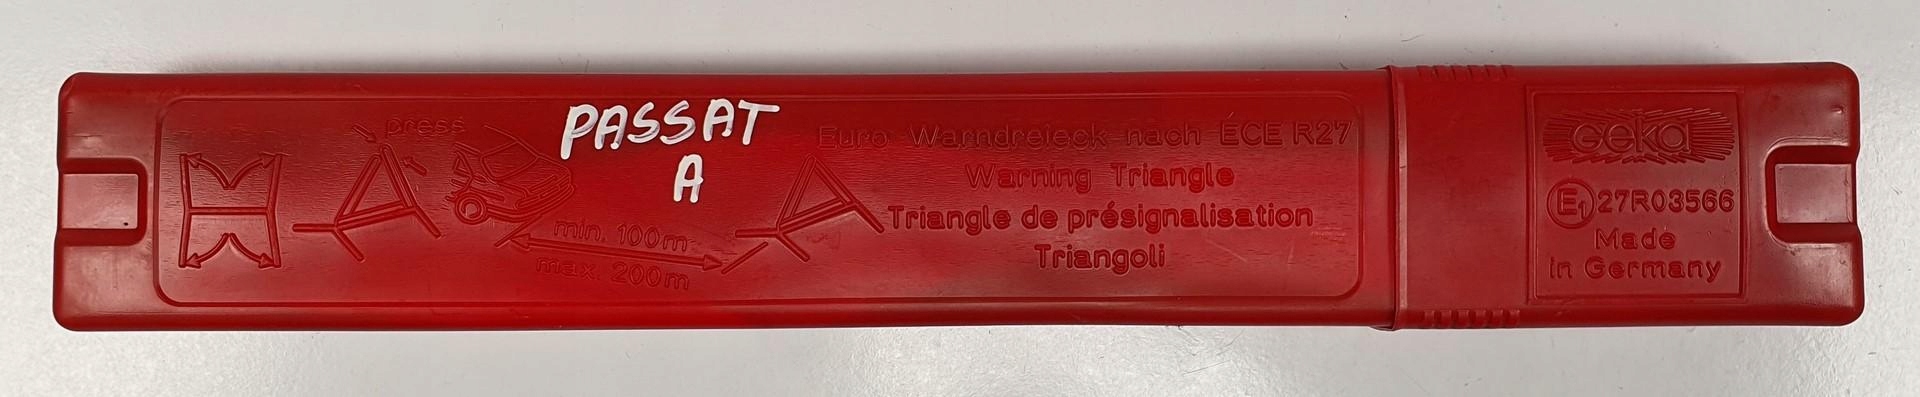 press
PASSAT
A
min. 100m
max. 200m
Euro Warndreieck nach ECE R27
Warning Triangle
Triangle de présignalisation
Triangoli
GEKA
E1 27R03566
Made
in Germany